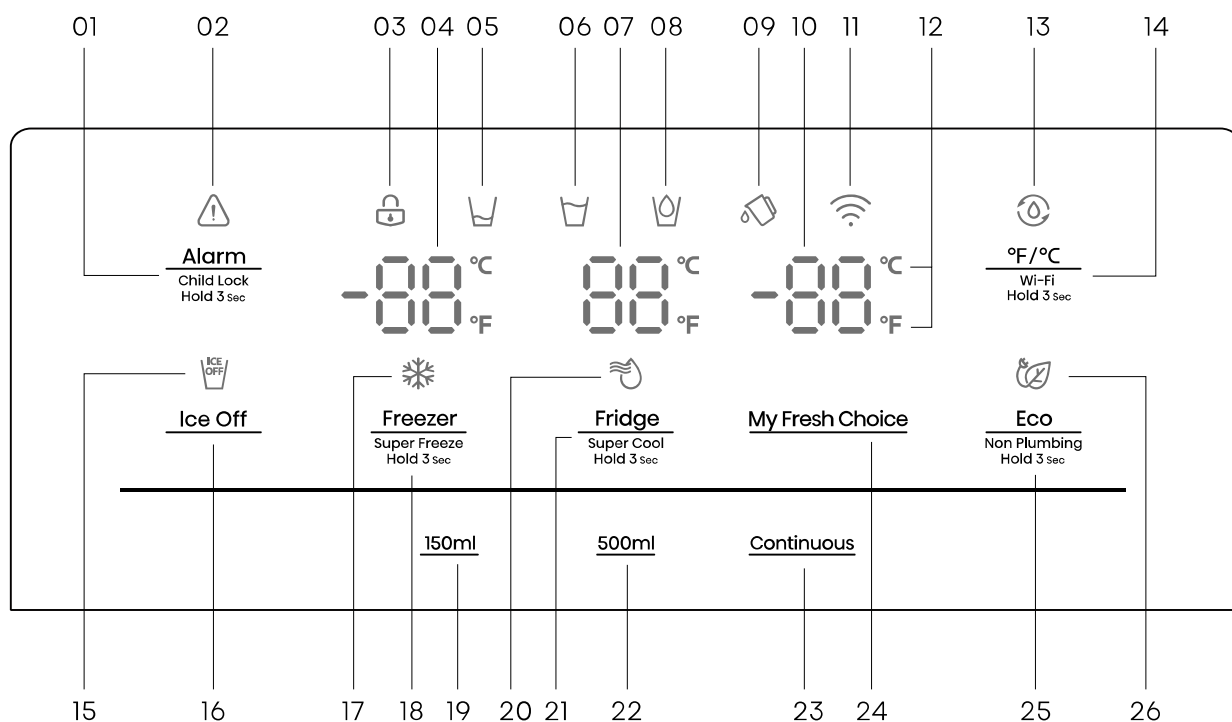 01 02 03 04 05 06 07 08 09 10 11 12 13 14
Alarm
Child Lock
Hold 3 Sec
-88 °C
°F
88 °C
°F
-88 °C
°F
°F/°C
Wi-Fi
Hold 3 Sec
ICE
OFF
Ice Off
Freezer
Super Freeze
Hold 3 Sec
Fridge
Super Cool
Hold 3 Sec
My Fresh Choice
Eco
Non Plumbing
Hold 3 Sec
150ml
500ml
Continuous
15 16 17 18 19 20 21 22 23 24 25 26